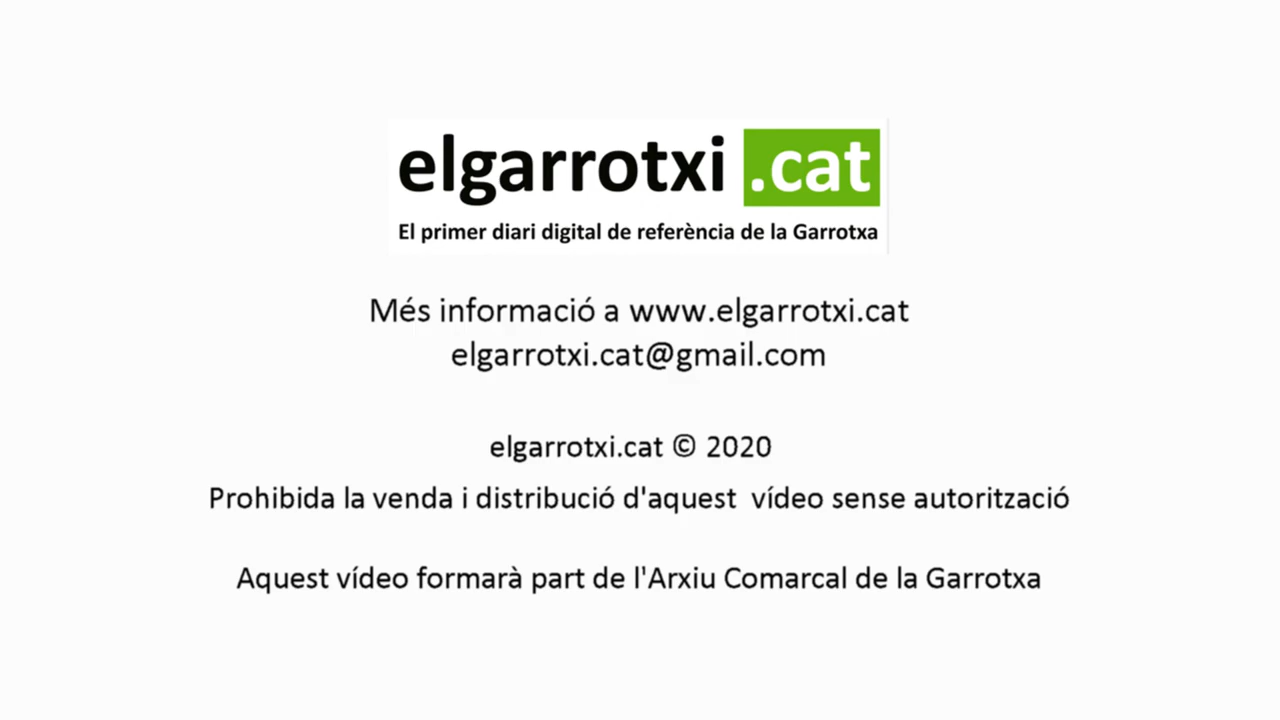 elgarrotxi .cat
El primer diari digital de referència de la Garrotxa
Més informació a www.elgarrotxi.cat
elgarrotxi.cat@gmail.com
elgarrotxi.cat © 2020
Prohibida la venda i distribució d'aquest  vídeo sense autorització
Aquest vídeo formarà part de l'Arxiu Comarcal de la Garrotxa